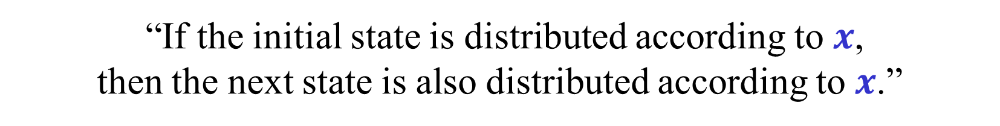 “If the initial state is distributed according to x,
then the next state is also distributed according to x.”